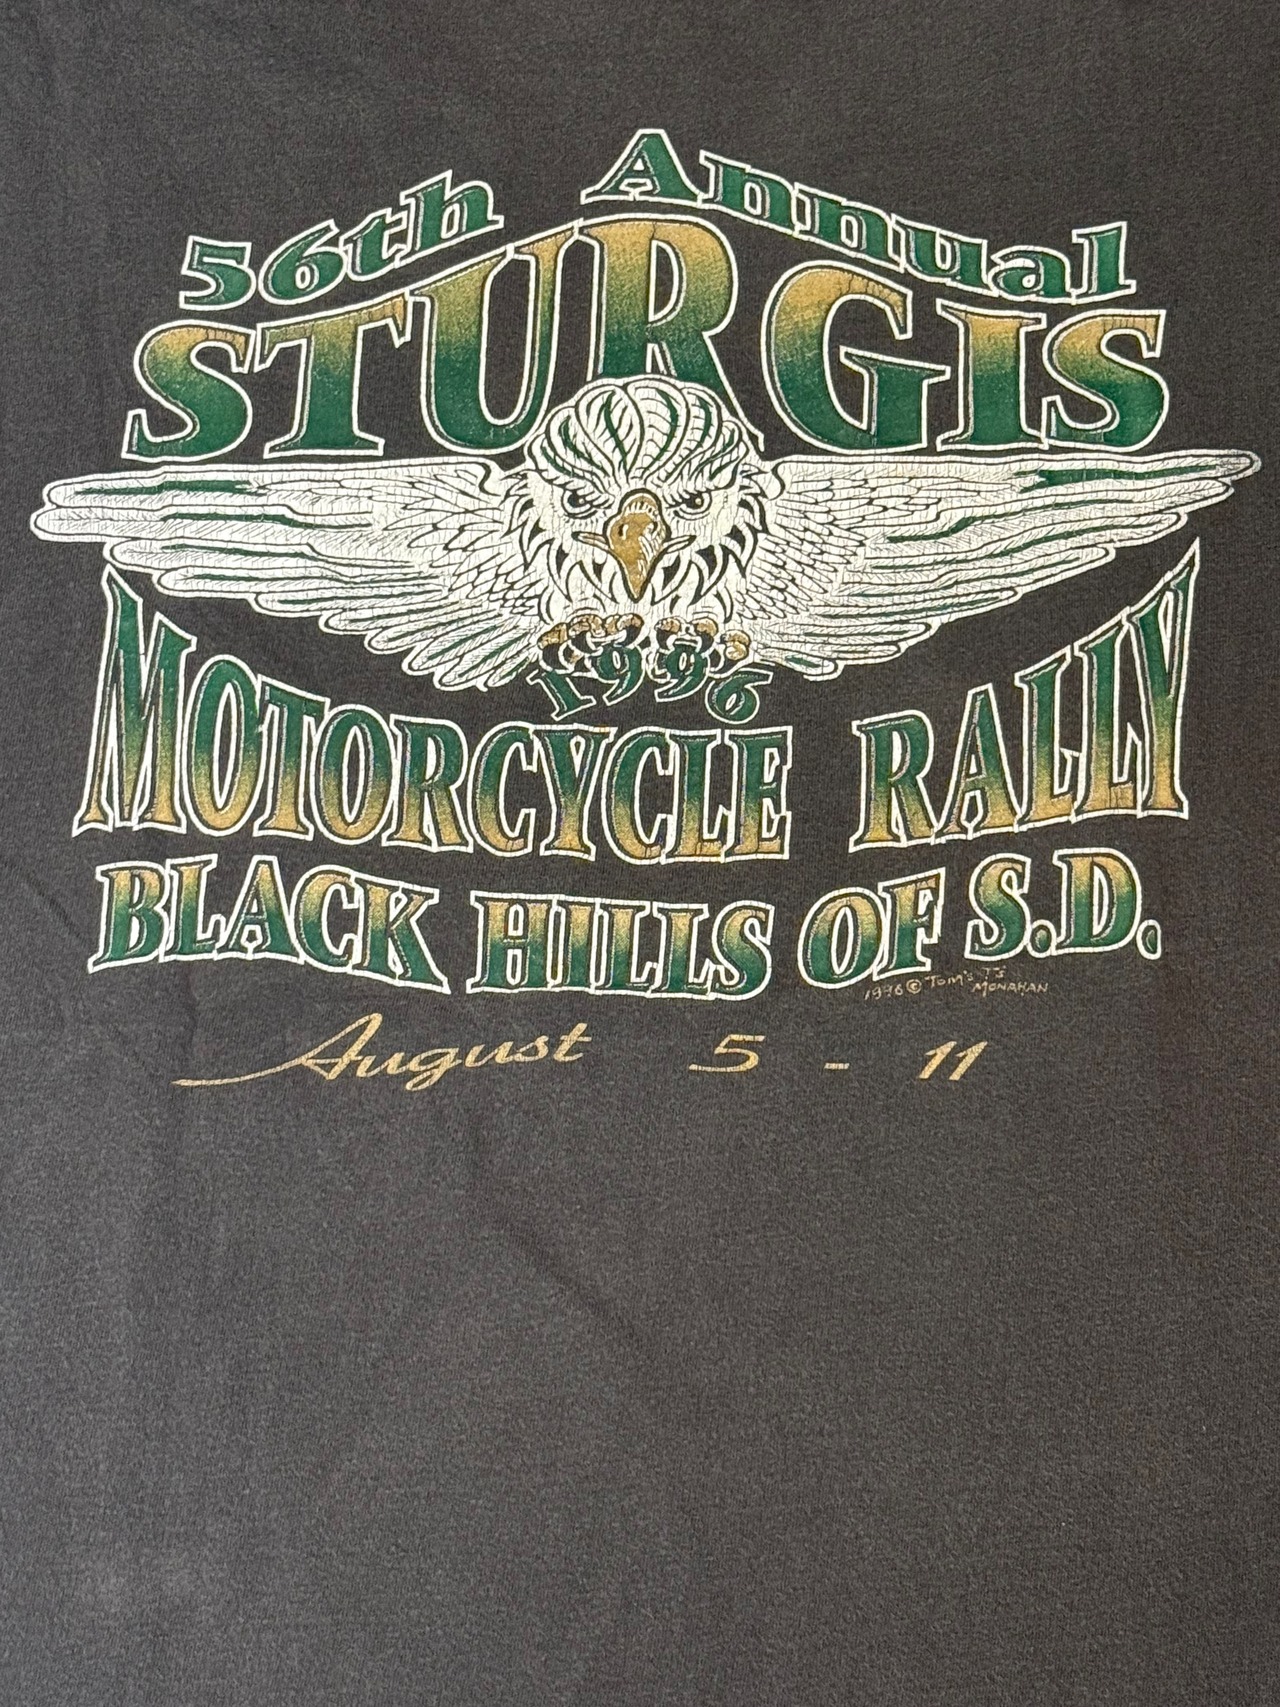 56th Annual
STURGIS
1996
MOTORCYCLE RALLY
BLACK HILLS OF S.D.
1996 © Tom's T's
MONAHAN
August 5 - 11